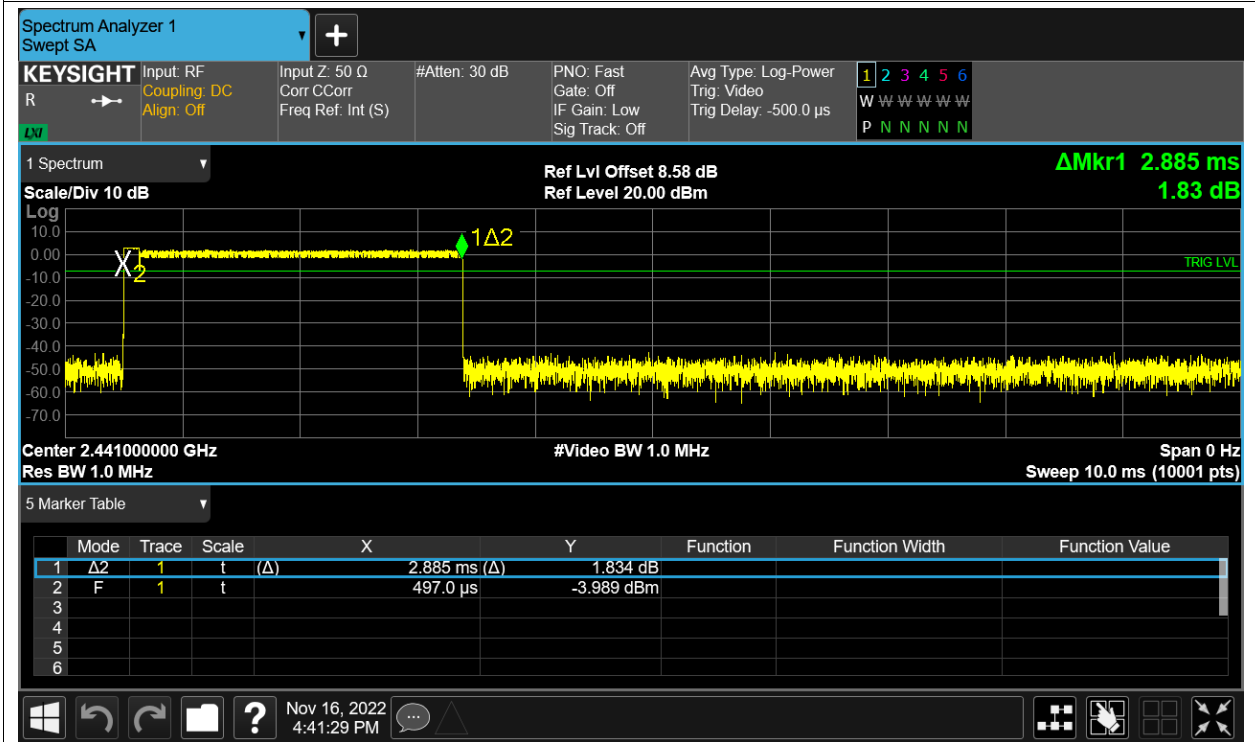 Spectrum Analyzer 1
Swept SA
KEYSIGHT
R
LXI
Input: RF
Coupling: DC
Align: Off
Input Z: 50 Ω
Corr CCorr
Freq Ref: Int (S)
#Atten: 30 dB
PNO: Fast
Gate: Off
IF Gain: Low
Sig Track: Off
Avg Type: Log-Power
Trig: Video
Trig Delay: -500.0 µs
1 2 3 4 5 6
W W W W W W
P N N N N N
1 Spectrum
Scale/Div 10 dB
Ref Lvl Offset 8.58 dB
Ref Level 20.00 dBm
ΔMkr1 2.885 ms
1.83 dB
Log
10.0
0.00
-10.0
-20.0
-30.0
-40.0
-50.0
-60.0
-70.0
X
2
1Δ2
TRIG LVL
Center 2.441000000 GHz
Res BW 1.0 MHz
#Video BW 1.0 MHz
Span 0 Hz
Sweep 10.0 ms (10001 pts)
5 Marker Table
Mode Trace Scale X Y Function Function Width Function Value
1 Δ2 1 t (Δ) 2.885 ms (Δ) 1.834 dB
2 F 1 t 497.0 µs -3.989 dBm
3
4
5
6
?
Nov 16, 2022
4:41:29 PM